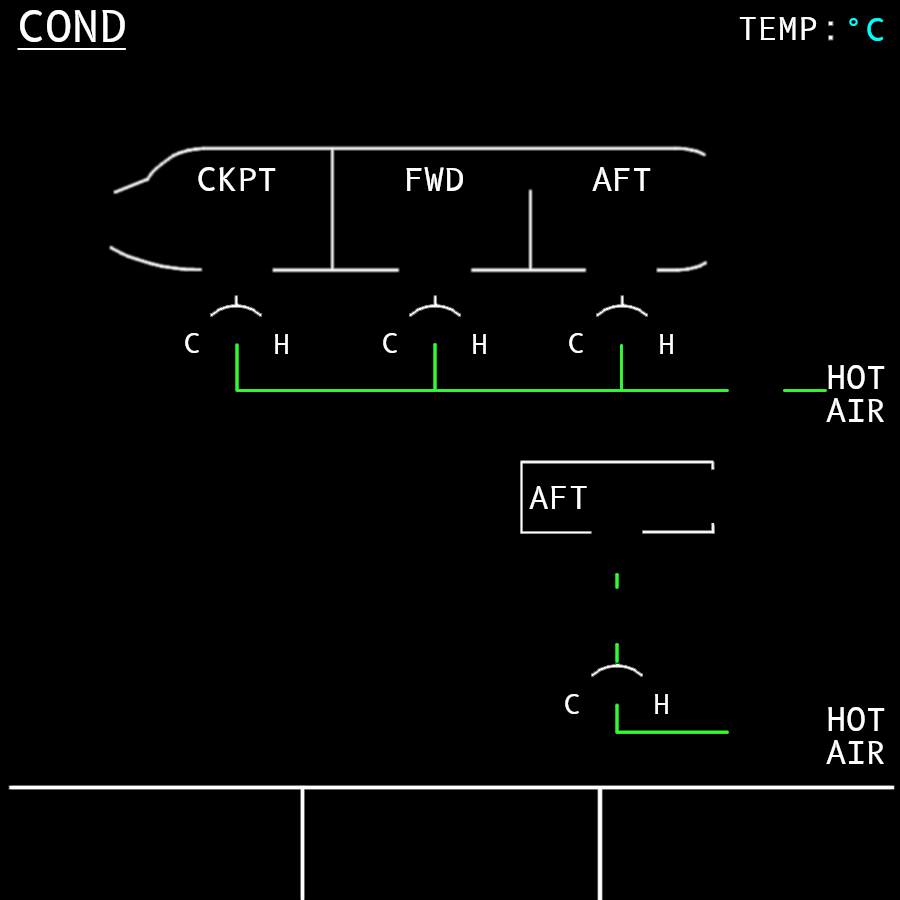 COND
TEMP:°C
CKPT FWD AFT
C H C H C H
HOT
AIR
AFT
C H
HOT
AIR